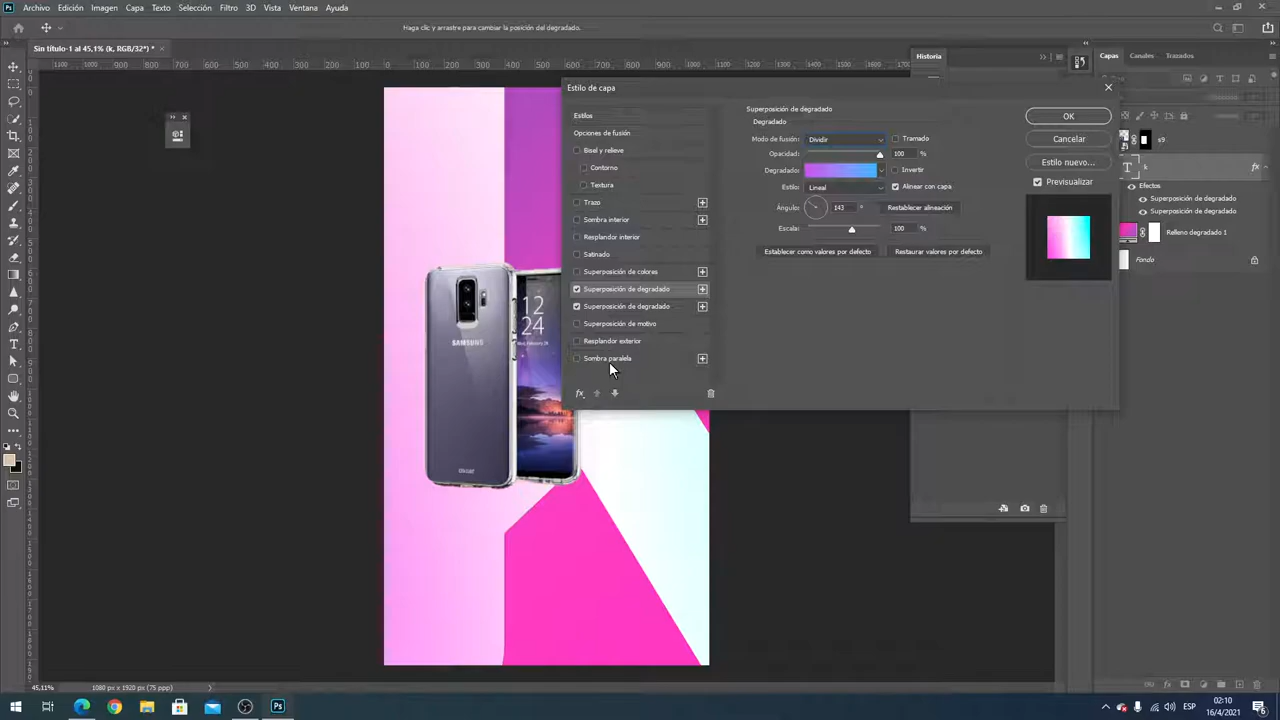 Ps Archivo Edición Imagen Capa Texto Selección Filtro 3D Vista Ventana Ayuda
Haga clic y arrastre para cambiar la posición del degradado.
Sin título-1 al 45,1% (k, RGB/32*) * ×
Historia
Capas Canales Trazados
Estilo de capa
Estilos
Opciones de fusión
Bisel y relieve
Contorno
Textura
Trazo
Sombra interior
Resplandor interior
Satinado
Superposición de colores
Superposición de degradado
Superposición de degradado
Superposición de motivo
Resplandor exterior
Sombra paralela
fx
Superposición de degradado
Degradado
Modo de fusión: Dividir Tramado
Opacidad: 100 %
Degradado: Invertir
Estilo: Lineal Alinear con capa
Ángulo: 143 ° Restablecer alineación
Escala: 100 %
Establecer como valores por defecto Restaurar valores por defecto
OK
Cancelar
Estilo nuevo...
Previsualizar
s9
T k fx
Efectos
Superposición de degradado
Superposición de degradado
Relleno degradado 1
Fondo
SAMSUNG
12
24
45,11% 1080 px x 1920 px (75 ppp)
Ps
ESP
02:10
16/4/2021
6